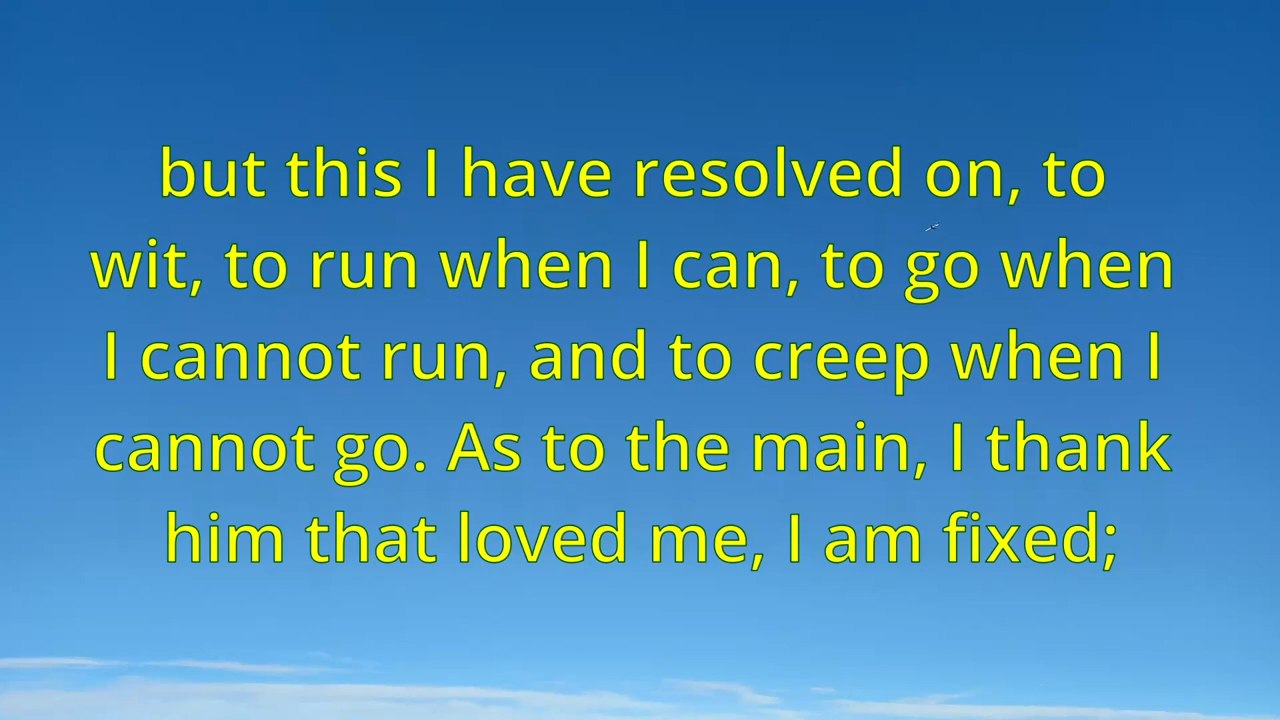 but this I have resolved on, to
wit, to run when I can, to go when
I cannot run, and to creep when I
cannot go. As to the main, I thank
him that loved me, I am fixed;